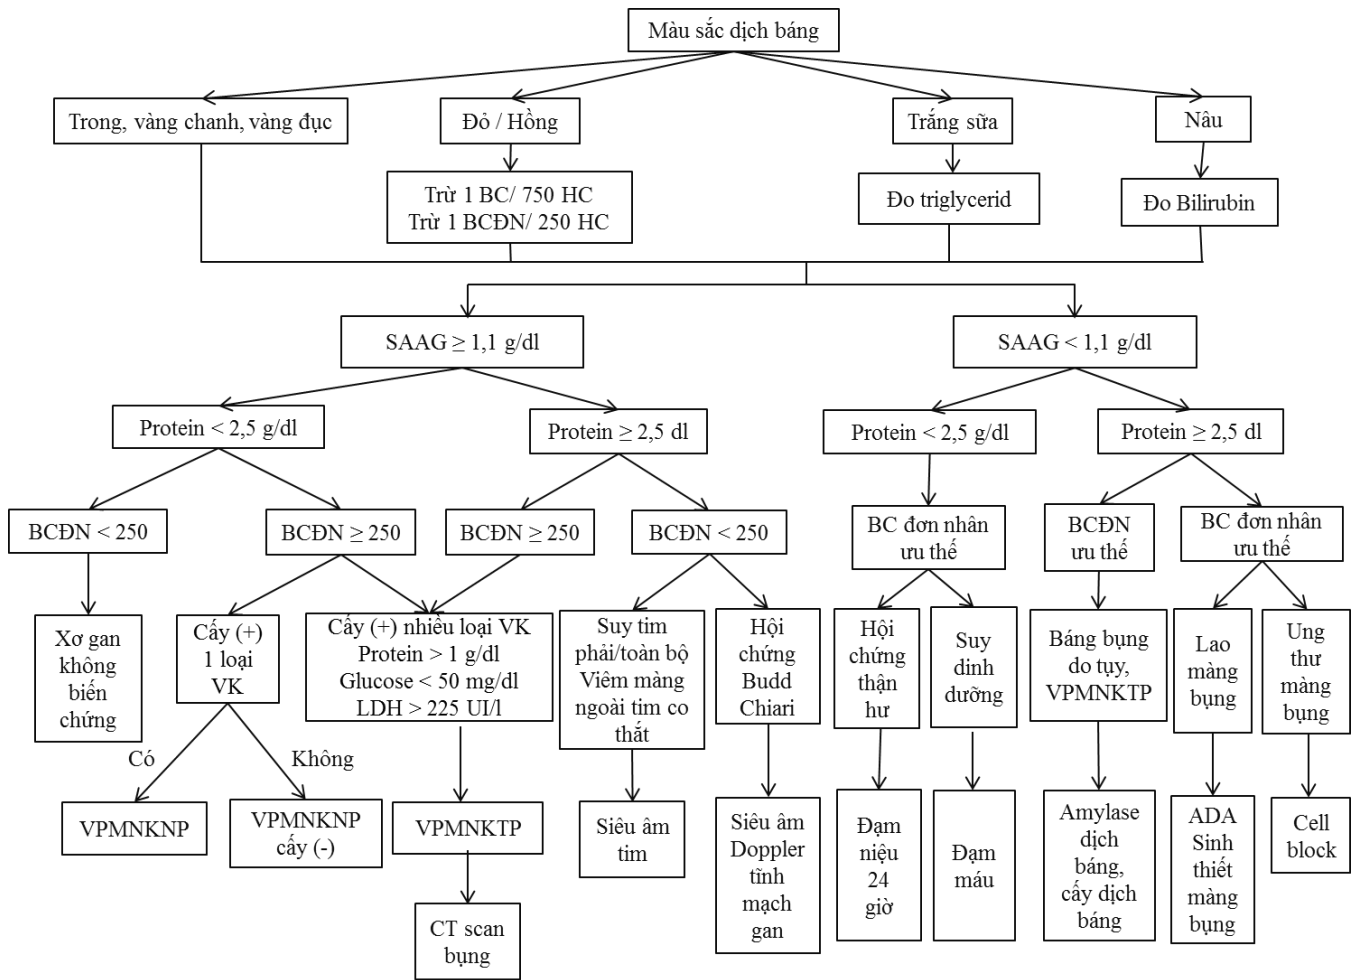 Màu sắc dịch báng
Trong, vàng chanh, vàng đục
Đỏ / Hồng
Trắng sữa
Nâu
Trừ 1 BC/ 750 HC
Trừ 1 BCĐN/ 250 HC
Đo triglycerid
Đo Bilirubin
SAAG ≥ 1,1 g/dl
SAAG < 1,1 g/dl
Protein < 2,5 g/dl
Protein ≥ 2,5 dl
Protein < 2,5 g/dl
Protein ≥ 2,5 dl
BCĐN < 250
BCĐN ≥ 250
BCĐN ≥ 250
BCĐN < 250
BC đơn nhân
ưu thế
BCĐN
ưu thế
BC đơn nhân
ưu thế
Xơ gan
không
biến
chứng
Cấy (+)
1 loại
VK
Cấy (+) nhiều loại VK
Protein > 1 g/dl
Glucose < 50 mg/dl
LDH > 225 UI/l
Suy tim
phải/toàn bộ
Viêm màng
ngoài tim co
thắt
Hội
chứng
Budd
Chiari
Hội
chứng
thận
hư
Suy
dinh
dưỡng
Báng bụng
do tụy,
VPMNKTP
Lao
màng
bụng
Ung
thư
màng
bụng
Có
Không
VPMNKNP
VPMNKNP
cấy (-)
VPMNKTP
Siêu âm
tim
Siêu âm
Doppler
tĩnh
mạch
gan
Đạm
niệu
24
giờ
Đạm
máu
Amylase
dịch
báng,
cấy dịch
báng
ADA
Sinh
thiết
màng
bụng
Cell
block
CT scan
bụng